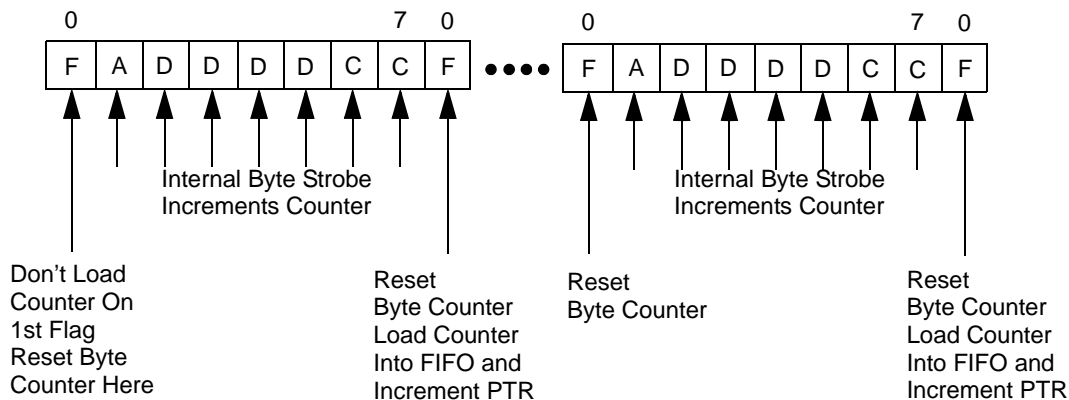 0 7 0 0 7 0
F A D D D D C C F •••• F A D D D D C C F
Internal Byte Strobe
Increments Counter
Internal Byte Strobe
Increments Counter
Don't Load
Counter On
1st Flag
Reset Byte
Counter Here
Reset
Byte Counter
Load Counter
Into FIFO and
Increment PTR
Reset
Byte Counter
Reset
Byte Counter
Load Counter
Into FIFO and
Increment PTR